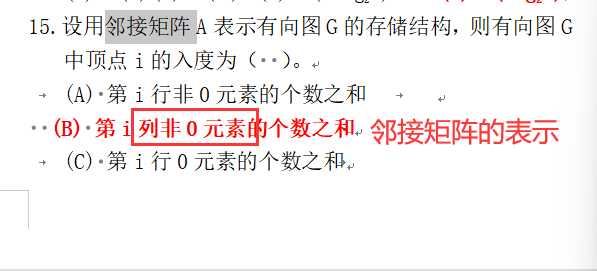 15. 设用邻接矩阵 A 表示有向图 G 的存储结构，则有向图 G
中顶点 i 的入度为（ ）。
(A) 第 i 行非 0 元素的个数之和
(B) 第 i 列非 0 元素的个数之和 邻接矩阵的表示
(C) 第 i 行 0 元素的个数之和